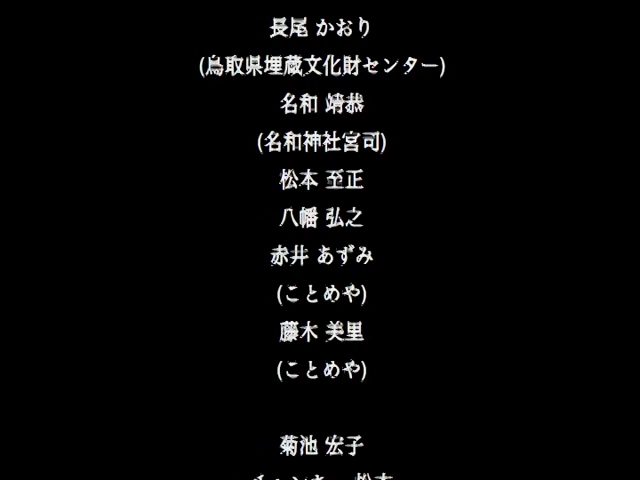 長尾 かおり
(鳥取県埋蔵文化財センター)
名和 靖恭
(名和神社宮司)
松本 至正
八幡 弘之
赤井 あずみ
(ことめや)
藤木 美里
(ことめや)
菊池 宏子
松本